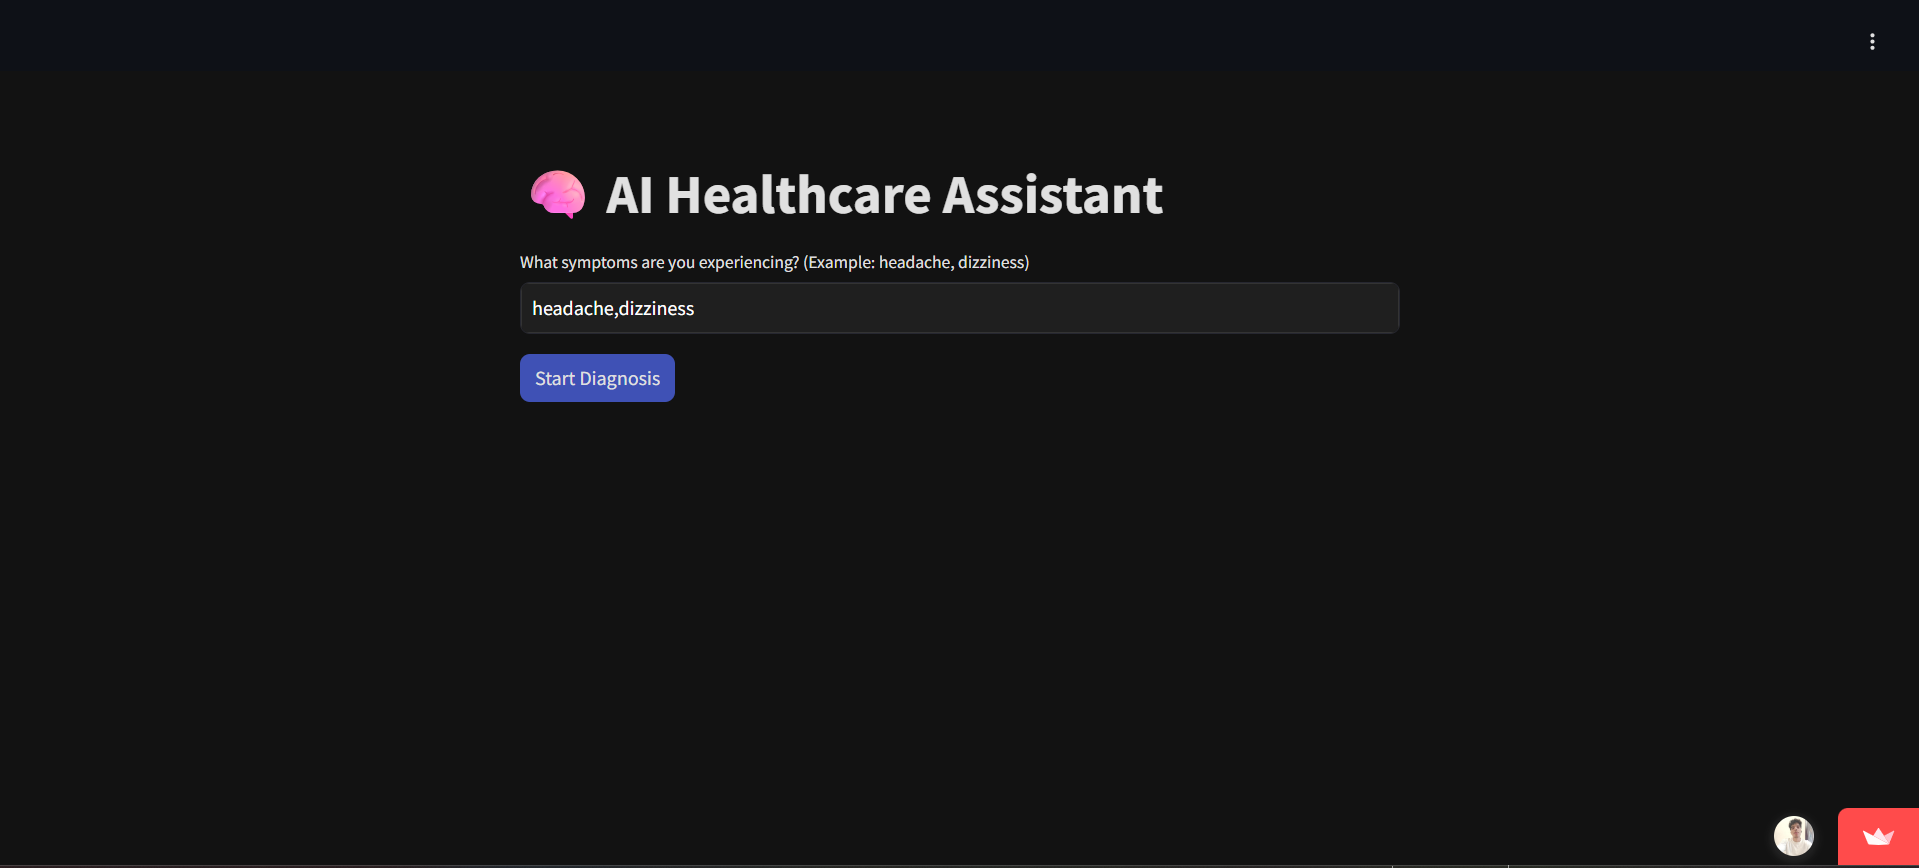 AI Healthcare Assistant
What symptoms are you experiencing? (Example: headache, dizziness)
headache,dizziness
Start Diagnosis